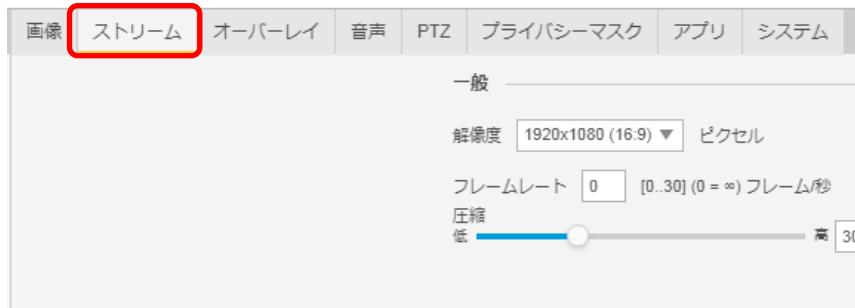 画像 ストリーム オーバーレイ 音声 PTZ プライバシーマスク アプリ システム
一般
解像度 1920x1080 (16:9) ▼ ピクセル
フレームレート 0 [0..30] (0 = ∞) フレーム/秒
圧縮
低 高 30